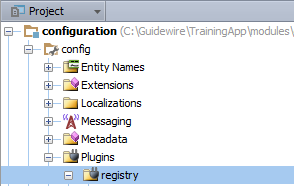 Project
configuration (C:\Guidewire\TrainingApp\modules\
config
Entity Names
Extensions
Localizations
Messaging
Metadata
Plugins
registry